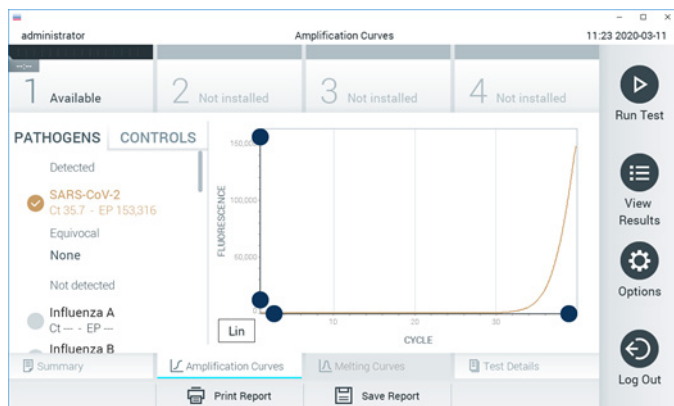 administrator
Amplification Curves
11:23 2020-03-11
--:--
1 Available
2 Not installed
3 Not installed
4 Not installed
Run Test
PATHOGENS
CONTROLS
Detected
SARS-CoV-2
Ct 35.7 - EP 153,316
Equivocal
None
Not detected
Influenza A
Ct --- - EP ---
Influenza B
FLUORESCENCE
150,000
100,000
50,000
0
10
20
30
CYCLE
Lin
View
Results
Options
Log Out
Summary
Amplification Curves
Melting Curves
Test Details
Print Report
Save Report